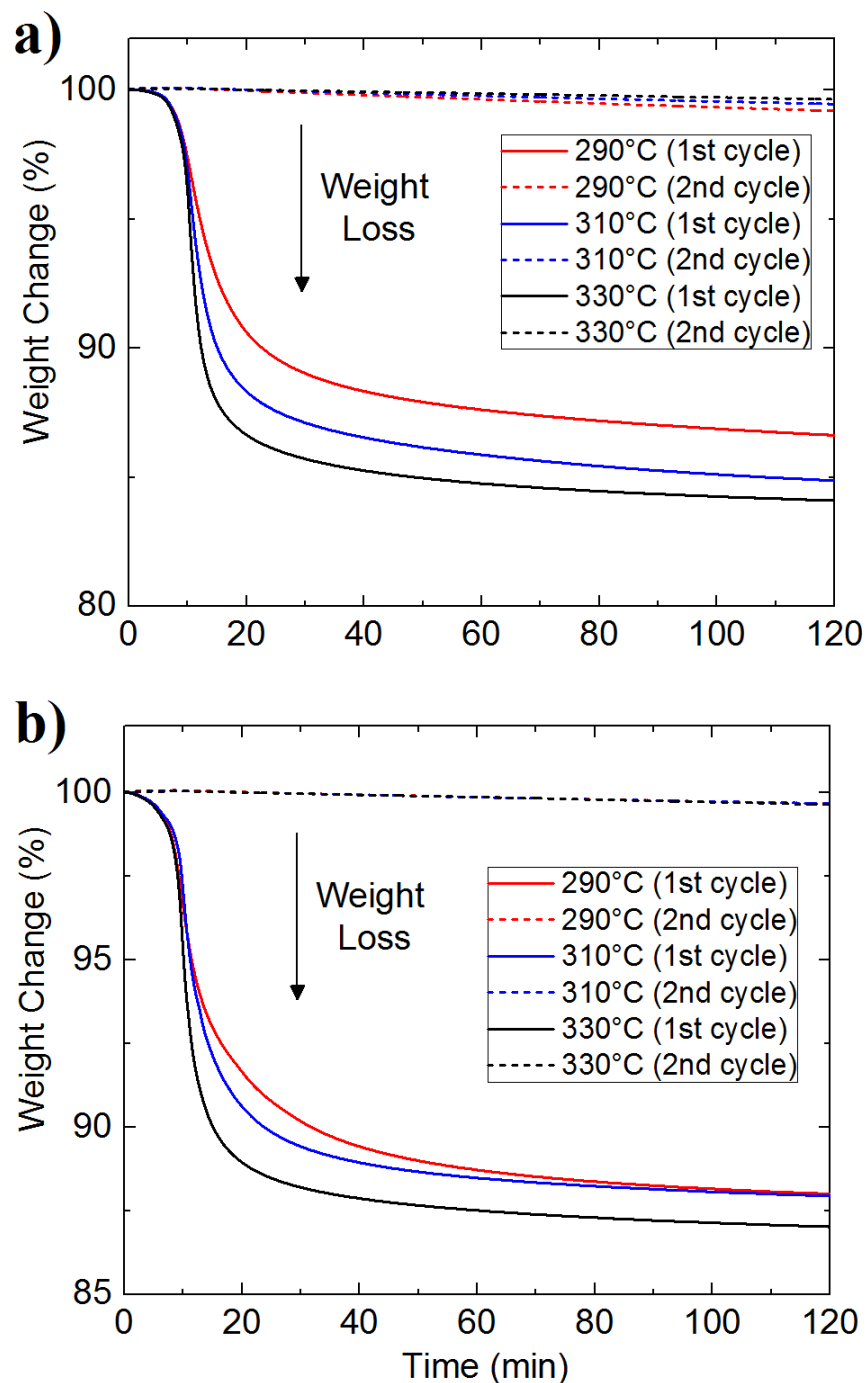 a)
100
90
80
Weight Change (%)
Weight
Loss
290°C (1st cycle)
290°C (2nd cycle)
310°C (1st cycle)
310°C (2nd cycle)
330°C (1st cycle)
330°C (2nd cycle)
0 20 40 60 80 100 120
b)
100
95
90
85
Weight Change (%)
Weight
Loss
290°C (1st cycle)
290°C (2nd cycle)
310°C (1st cycle)
310°C (2nd cycle)
330°C (1st cycle)
330°C (2nd cycle)
0 20 40 60 80 100 120
Time (min)